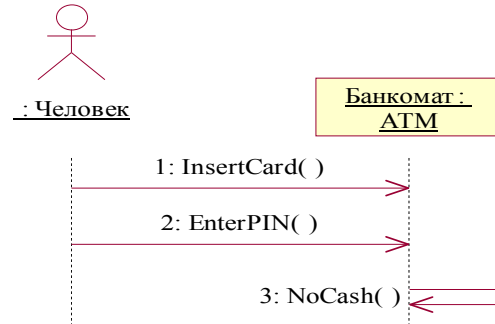 : Человек
Банкомат :
ATM
1: InsertCard( )
2: EnterPIN( )
3: NoCash( )